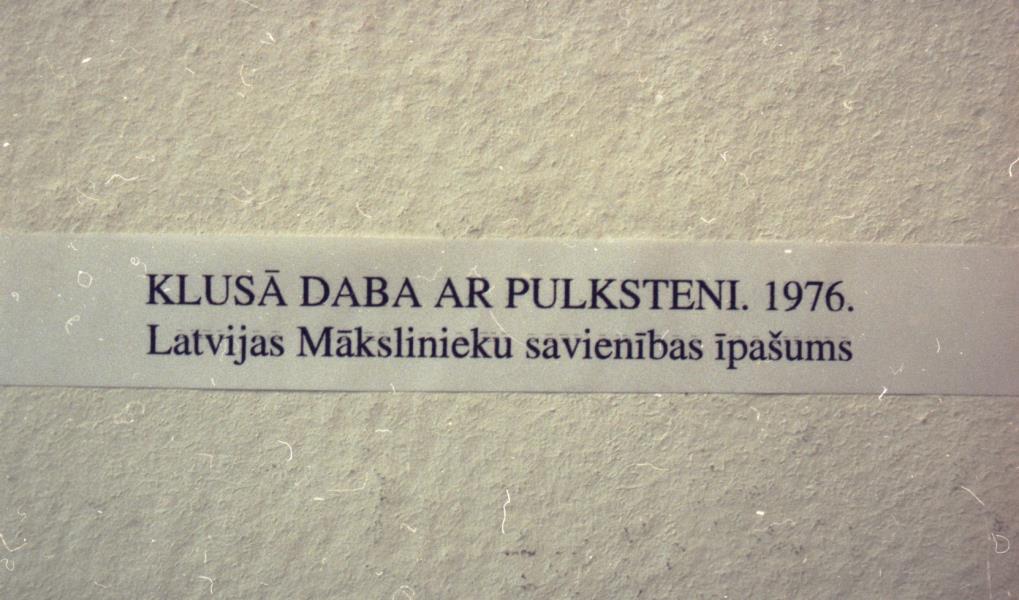 KLUSĀ DABA AR PULKSTENI. 1976.
Latvijas Mākslinieku savienības īpašums